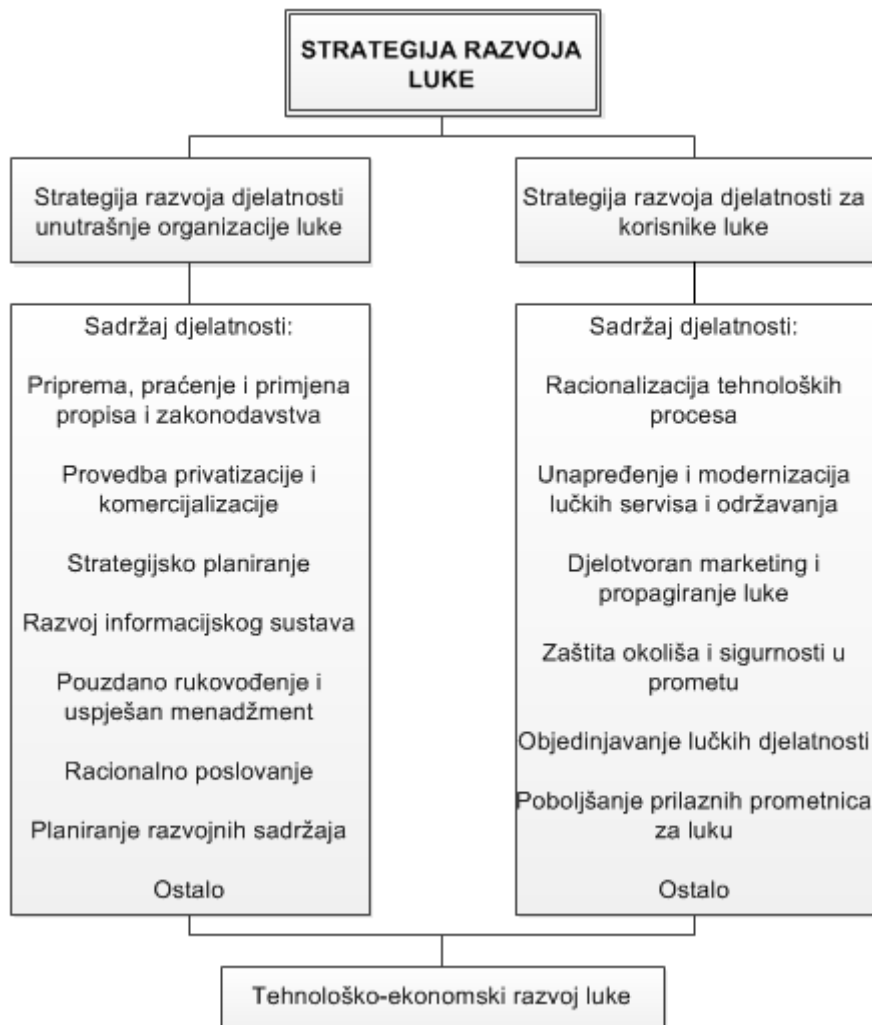 STRATEGIJA RAZVOJA
LUKE
Strategija razvoja djelatnosti
unutrašnje organizacije luke
Strategija razvoja djelatnosti za
korisnike luke
Sadržaj djelatnosti:
Priprema, praćenje i primjena
propisa i zakonodavstva
Provedba privatizacije i
komercijalizacije
Strategijsko planiranje
Razvoj informacijskog sustava
Pouzdano rukovođenje i
uspješan menadžment
Racionalno poslovanje
Planiranje razvojnih sadržaja
Ostalo
Sadržaj djelatnosti:
Racionalizacija tehnoloških
procesa
Unapređenje i modernizacija
lučkih servisa i održavanja
Djelotvoran marketing i
propagiranje luke
Zaštita okoliša i sigurnosti u
prometu
Objedinjavanje lučkih djelatnosti
Poboljšanje prilaznih prometnica
za luku
Ostalo
Tehnološko-ekonomski razvoj luke